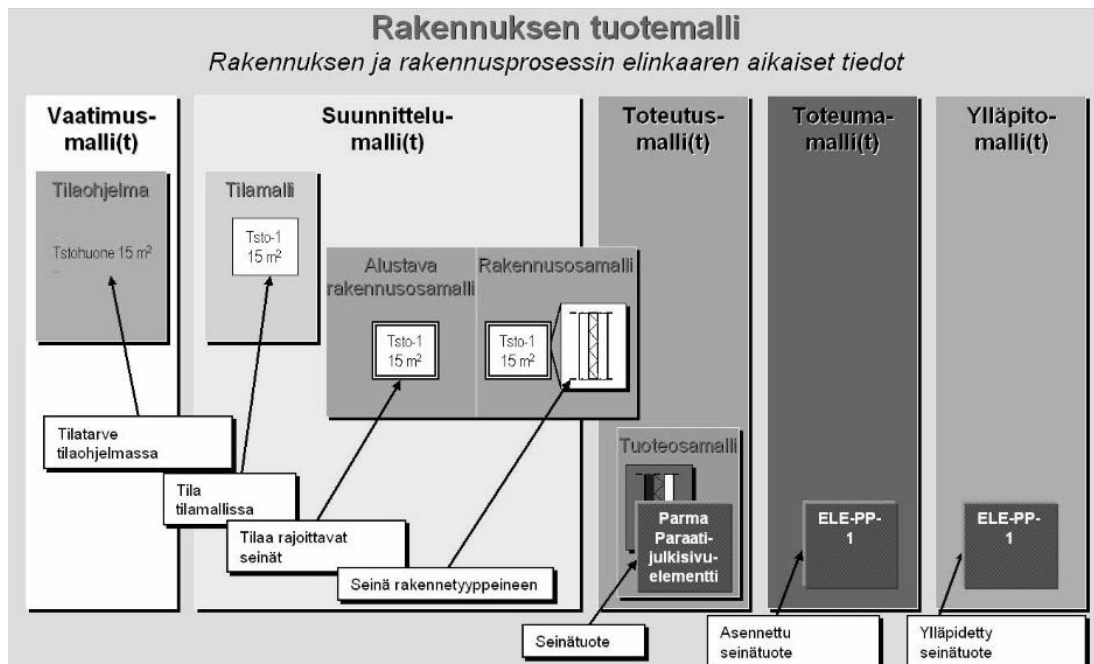 Rakennuksen tuotemalli
Rakennuksen ja rakennusprosessin elinkaaren aikaiset tiedot
Vaatimus-
malli(t)
Tilaohjelma
Tstohuone 15 m²
...
Tilatarve
tilaohjelmassa
Suunnittelu-
malli(t)
Tilamalli
Tsto-1
15 m²
Tila
tilamallissa
Alustava
rakennusosamalli
Tsto-1
15 m²
Tilaa rajoittavat
seinät
Rakennusosamalli
Tsto-1
15 m²
Seinä rakennetyyppeineen
Toteutus-
malli(t)
Tuoteosamalli
Parma
Paraati-
julkisivu-
elementti
Seinätuote
Toteuma-
malli(t)
ELE-PP-
1
Asennettu
seinätuote
Ylläpito-
malli(t)
ELE-PP-
1
Ylläpidetty
seinätuote